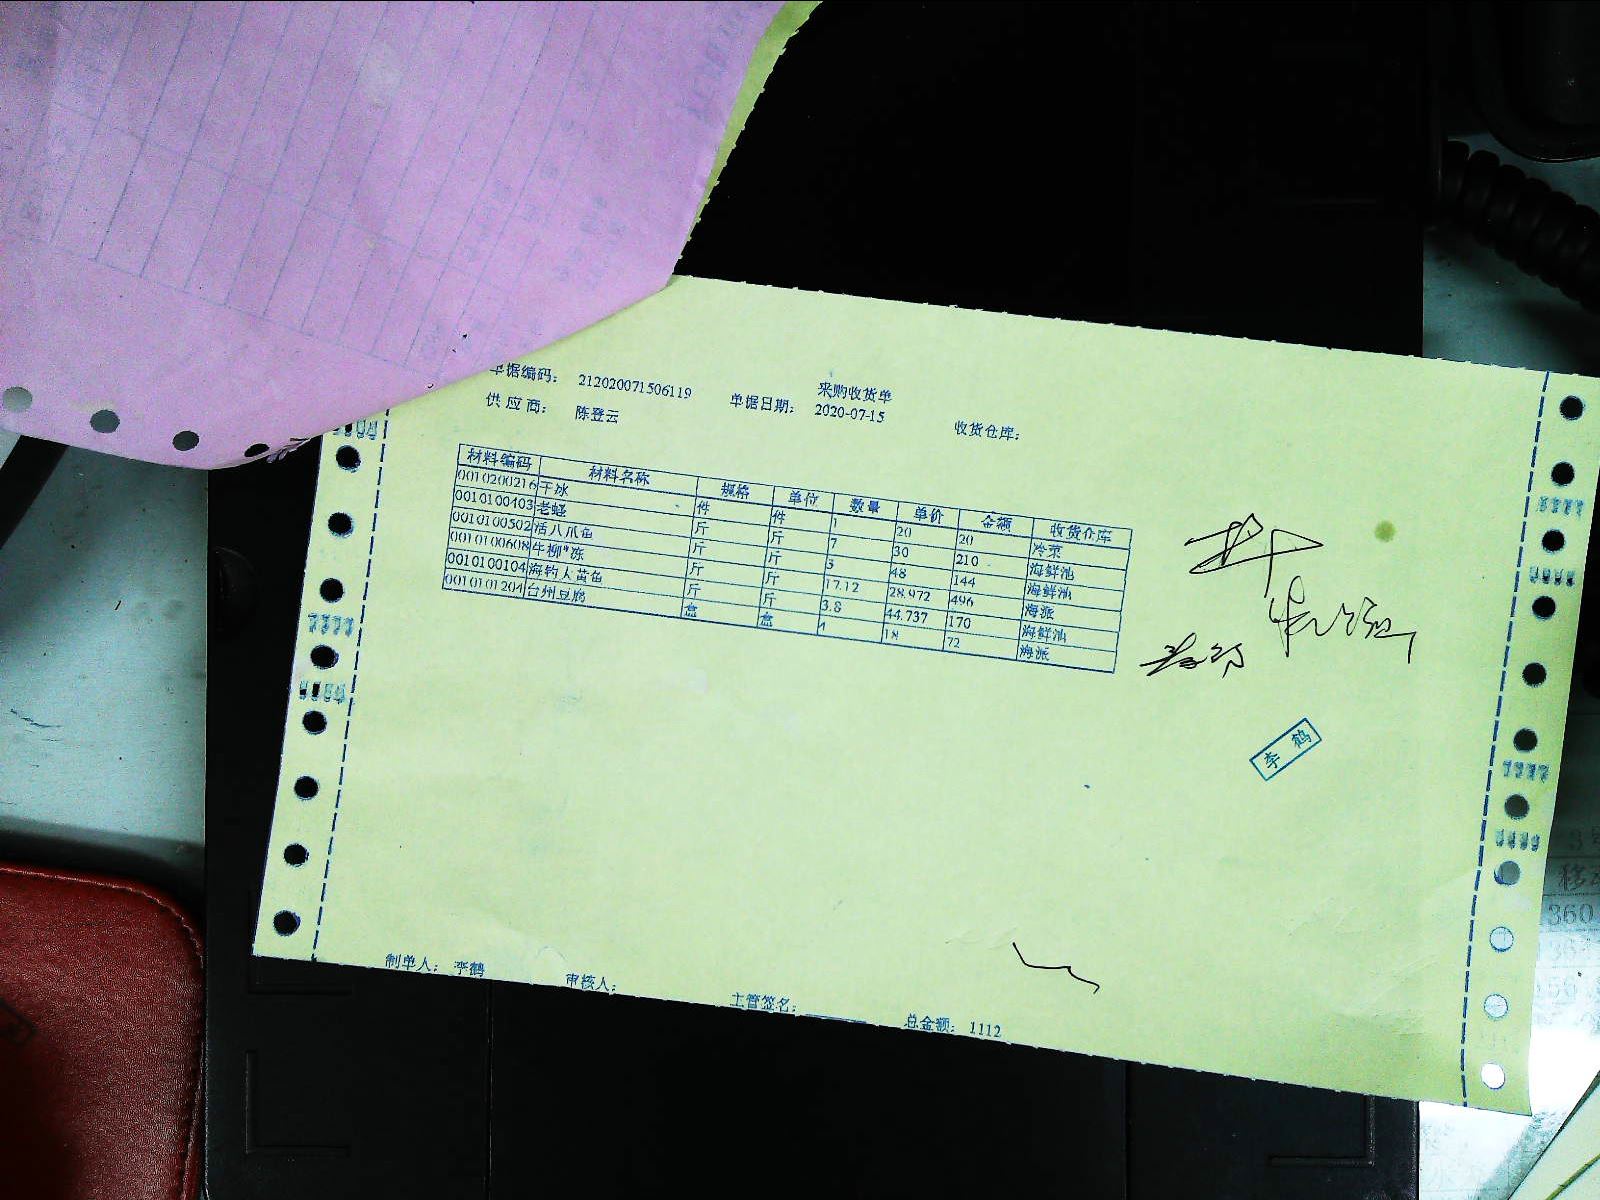 采购收货单
单据编码： 212020071506119 单据日期： 2020-07-15 收货仓库：
供应商： 陈登云
材料编码 材料名称 规格 单位 数量 单价 金额 收货仓库
0010200216 干冰 件 件 1 20 20 冷菜
0010100403 老蛏 斤 斤 7 30 210 海鲜池
0010100502 活八爪鱼 斤 斤 3 48 144 海鲜池
0010100608 牛柳*冻 斤 斤 17.12 28.972 496 海派
0010100104 海钓大黄鱼 斤 斤 3.8 44.737 170 海鲜池
0010101204 台州豆腐 盒 盒 4 18 72 海派
李鹤
制单人： 李鹤 审核人： 主管签名： 总金额： 1112
360